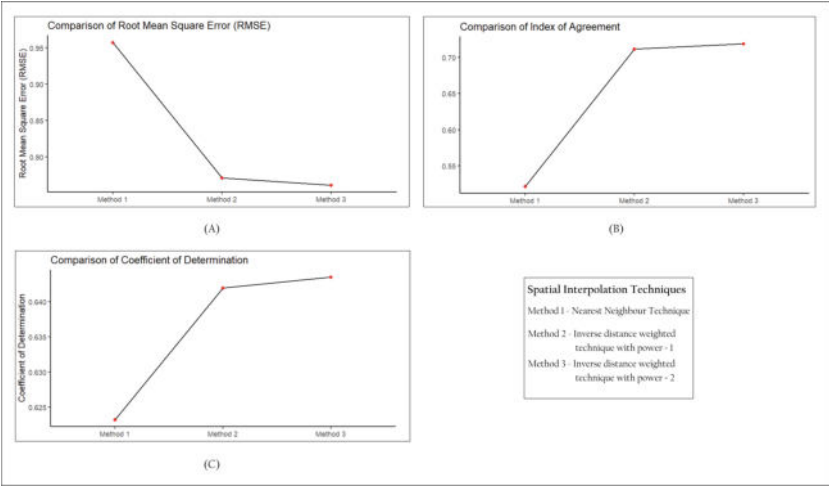 Comparison of Root Mean Square Error (RMSE)
Root Mean Square Error (RMSE)
0.95
0.90
0.85
0.80
Method 1
Method 2
Method 3
(A)
Comparison of Index of Agreement
0.70
0.65
0.60
0.55
Method 1
Method 2
Method 3
(B)
Comparison of Coefficient of Determination
Coefficient of Determination
0.640
0.635
0.630
0.625
Method 1
Method 2
Method 3
(C)
Spatial Interpolation Techniques
Method 1 - Nearest Neighbour Technique
Method 2 - Inverse distance weighted
technique with power - 1
Method 3 - Inverse distance weighted
technique with power - 2